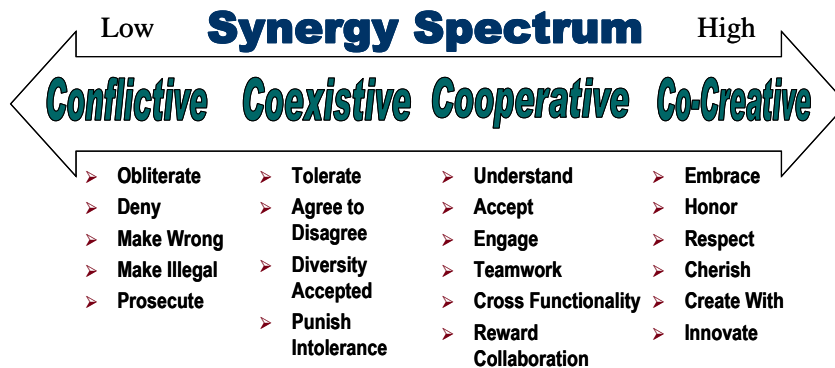 Low Synergy Spectrum High
Conflictive Coexistive Cooperative Co-Creative
Obliterate
Deny
Make Wrong
Make Illegal
Prosecute
Tolerate
Agree to
Disagree
Diversity
Accepted
Punish
Intolerance
Understand
Accept
Engage
Teamwork
Cross Functionality
Reward
Collaboration
Embrace
Honor
Respect
Cherish
Create With
Innovate